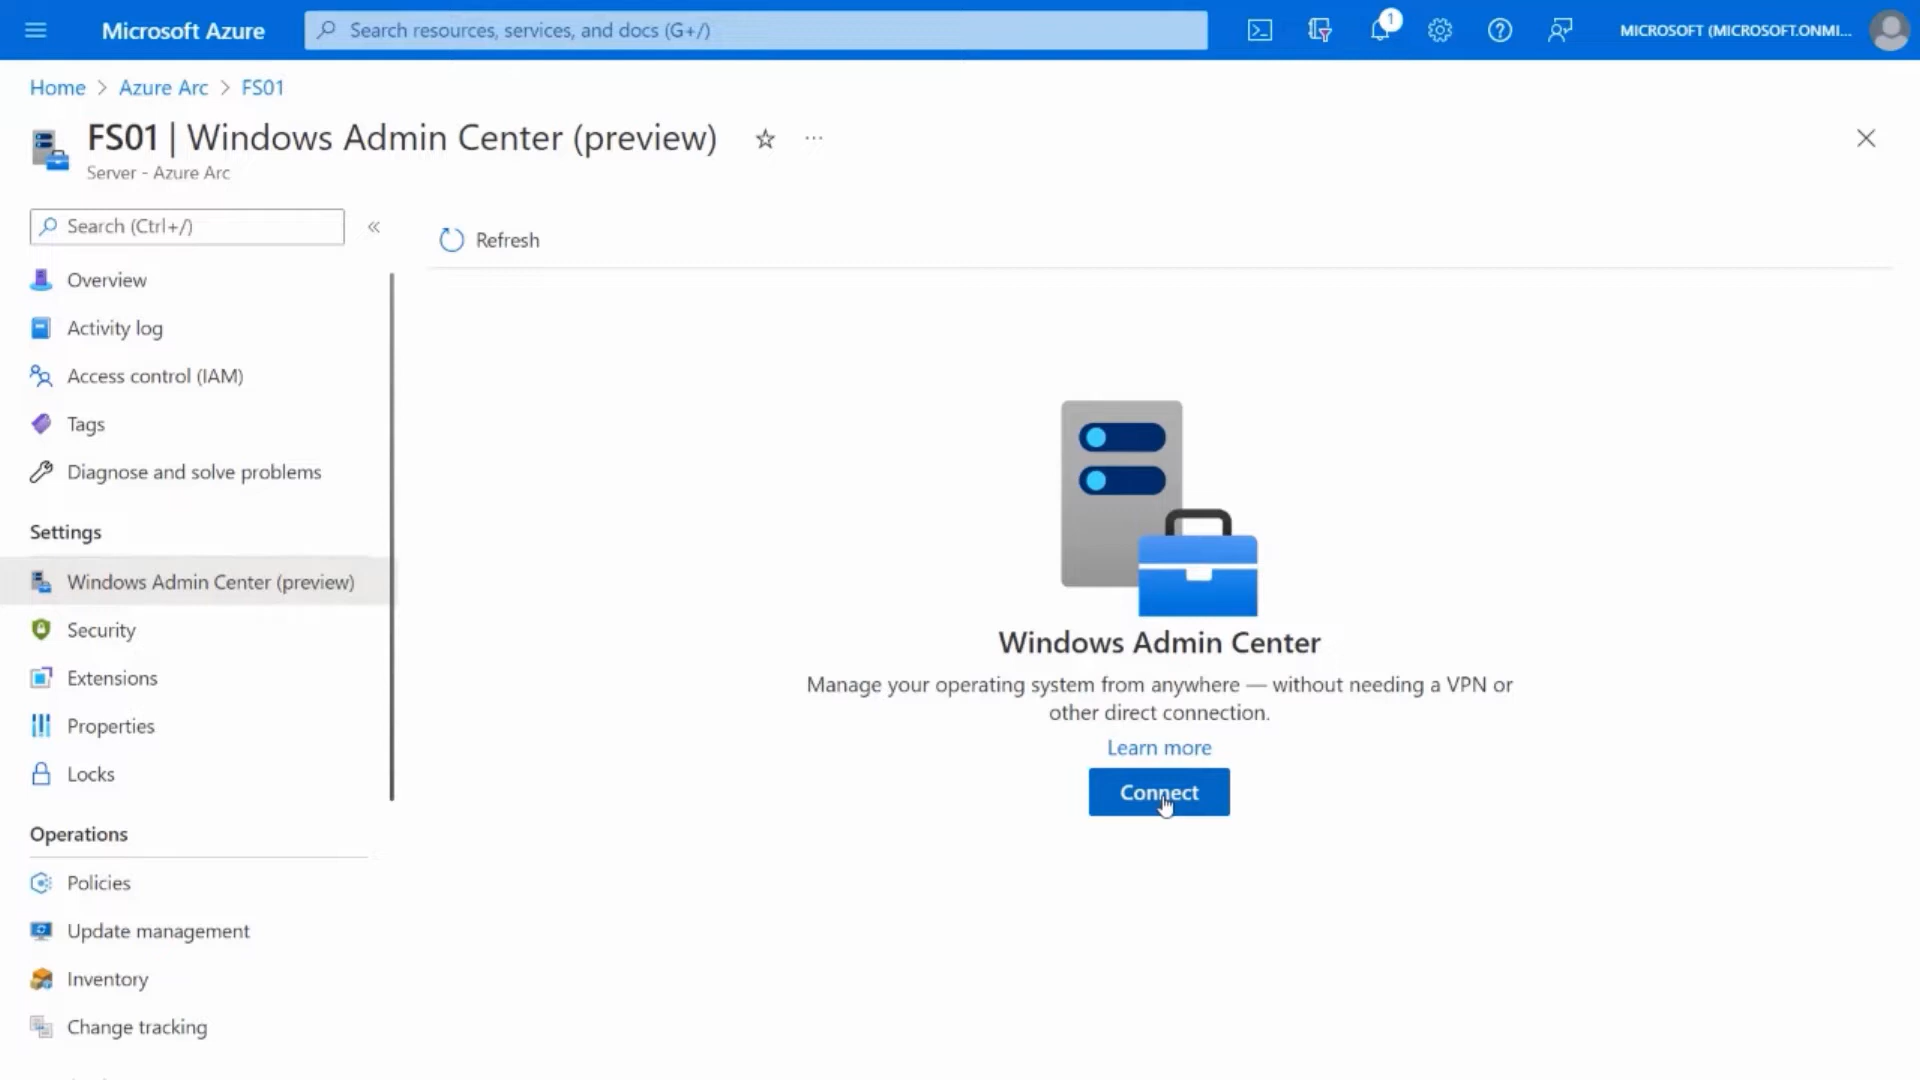 Microsoft Azure
Search resources, services, and docs (G+/)
1
MICROSOFT (MICROSOFT.ONMI...
Home > Azure Arc > FS01
FS01 | Windows Admin Center (preview)
Server - Azure Arc
Search (Ctrl+/)
Refresh
Overview
Activity log
Access control (IAM)
Tags
Diagnose and solve problems
Settings
Windows Admin Center (preview)
Security
Extensions
Properties
Locks
Operations
Policies
Update management
Inventory
Change tracking
Windows Admin Center
Manage your operating system from anywhere — without needing a VPN or
other direct connection.
Learn more
Connect